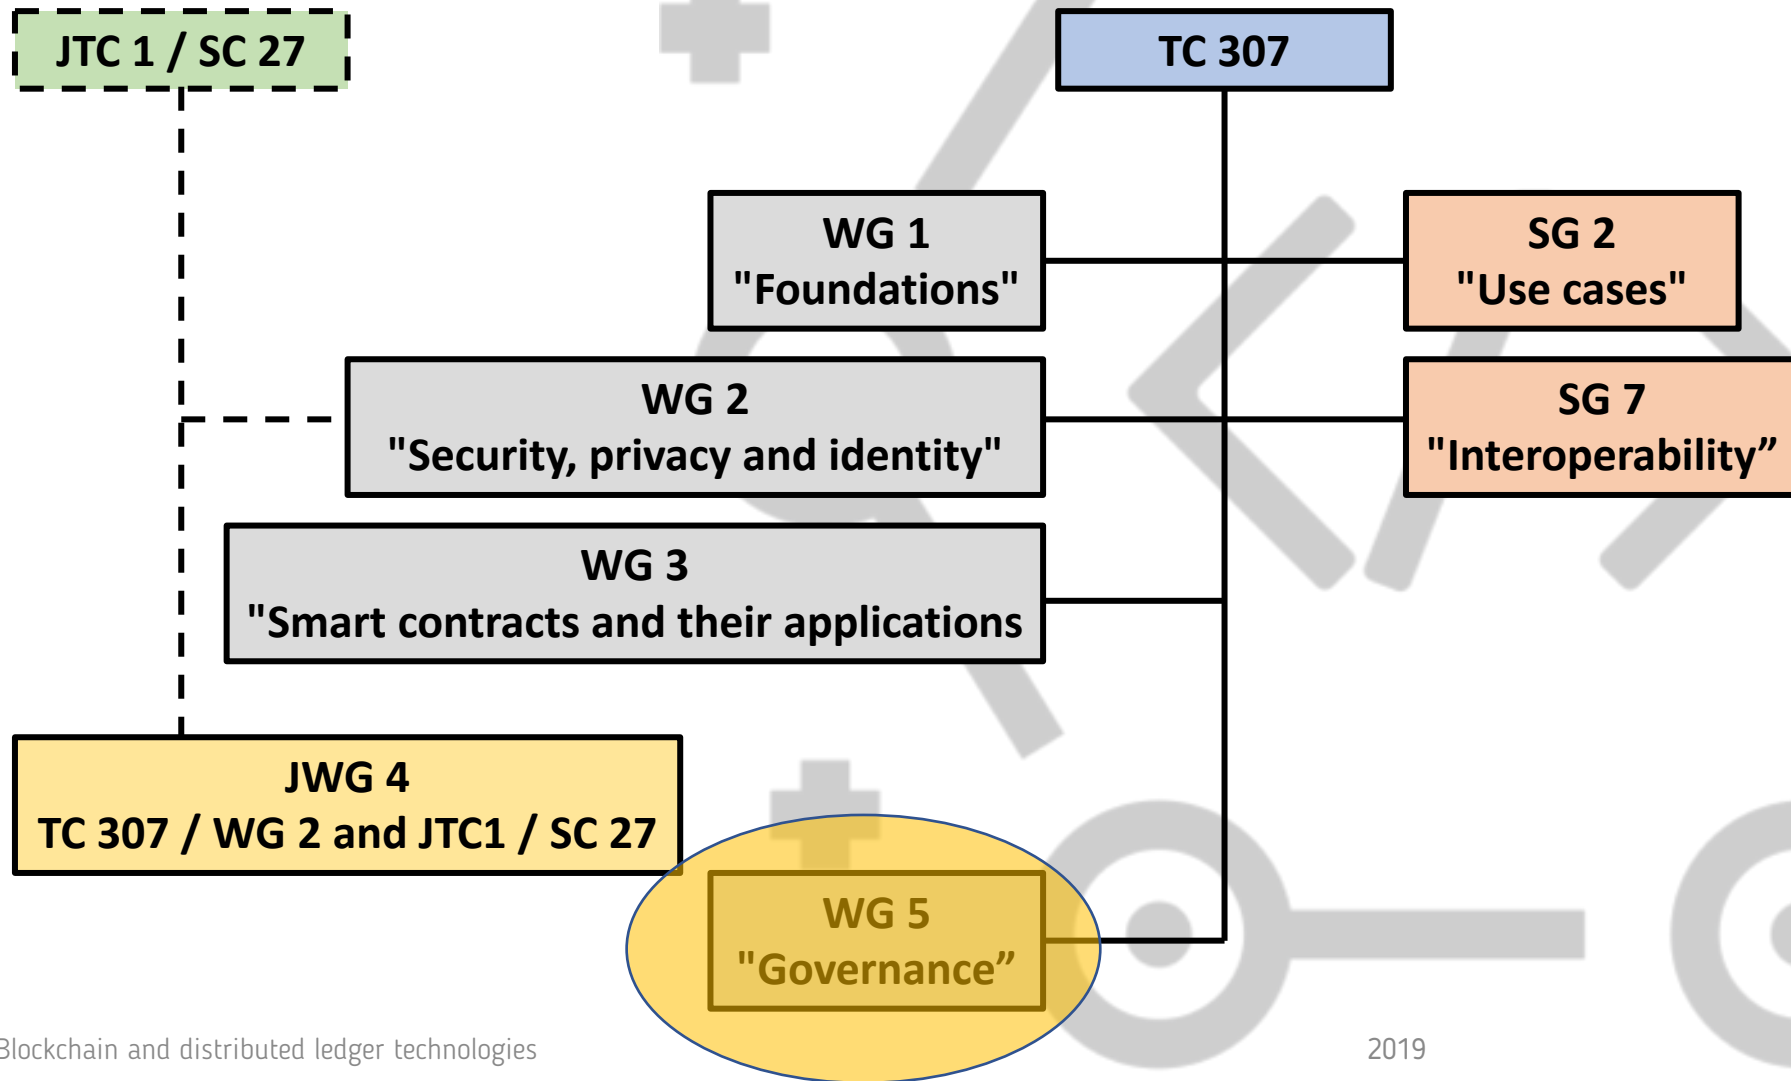 JTC 1 / SC 27
TC 307
WG 1
"Foundations"
SG 2
"Use cases"
WG 2
"Security, privacy and identity"
SG 7
"Interoperability”
WG 3
"Smart contracts and their applications
JWG 4
TC 307 / WG 2 and JTC1 / SC 27
WG 5
"Governance”
Blockchain and distributed ledger technologies
2019